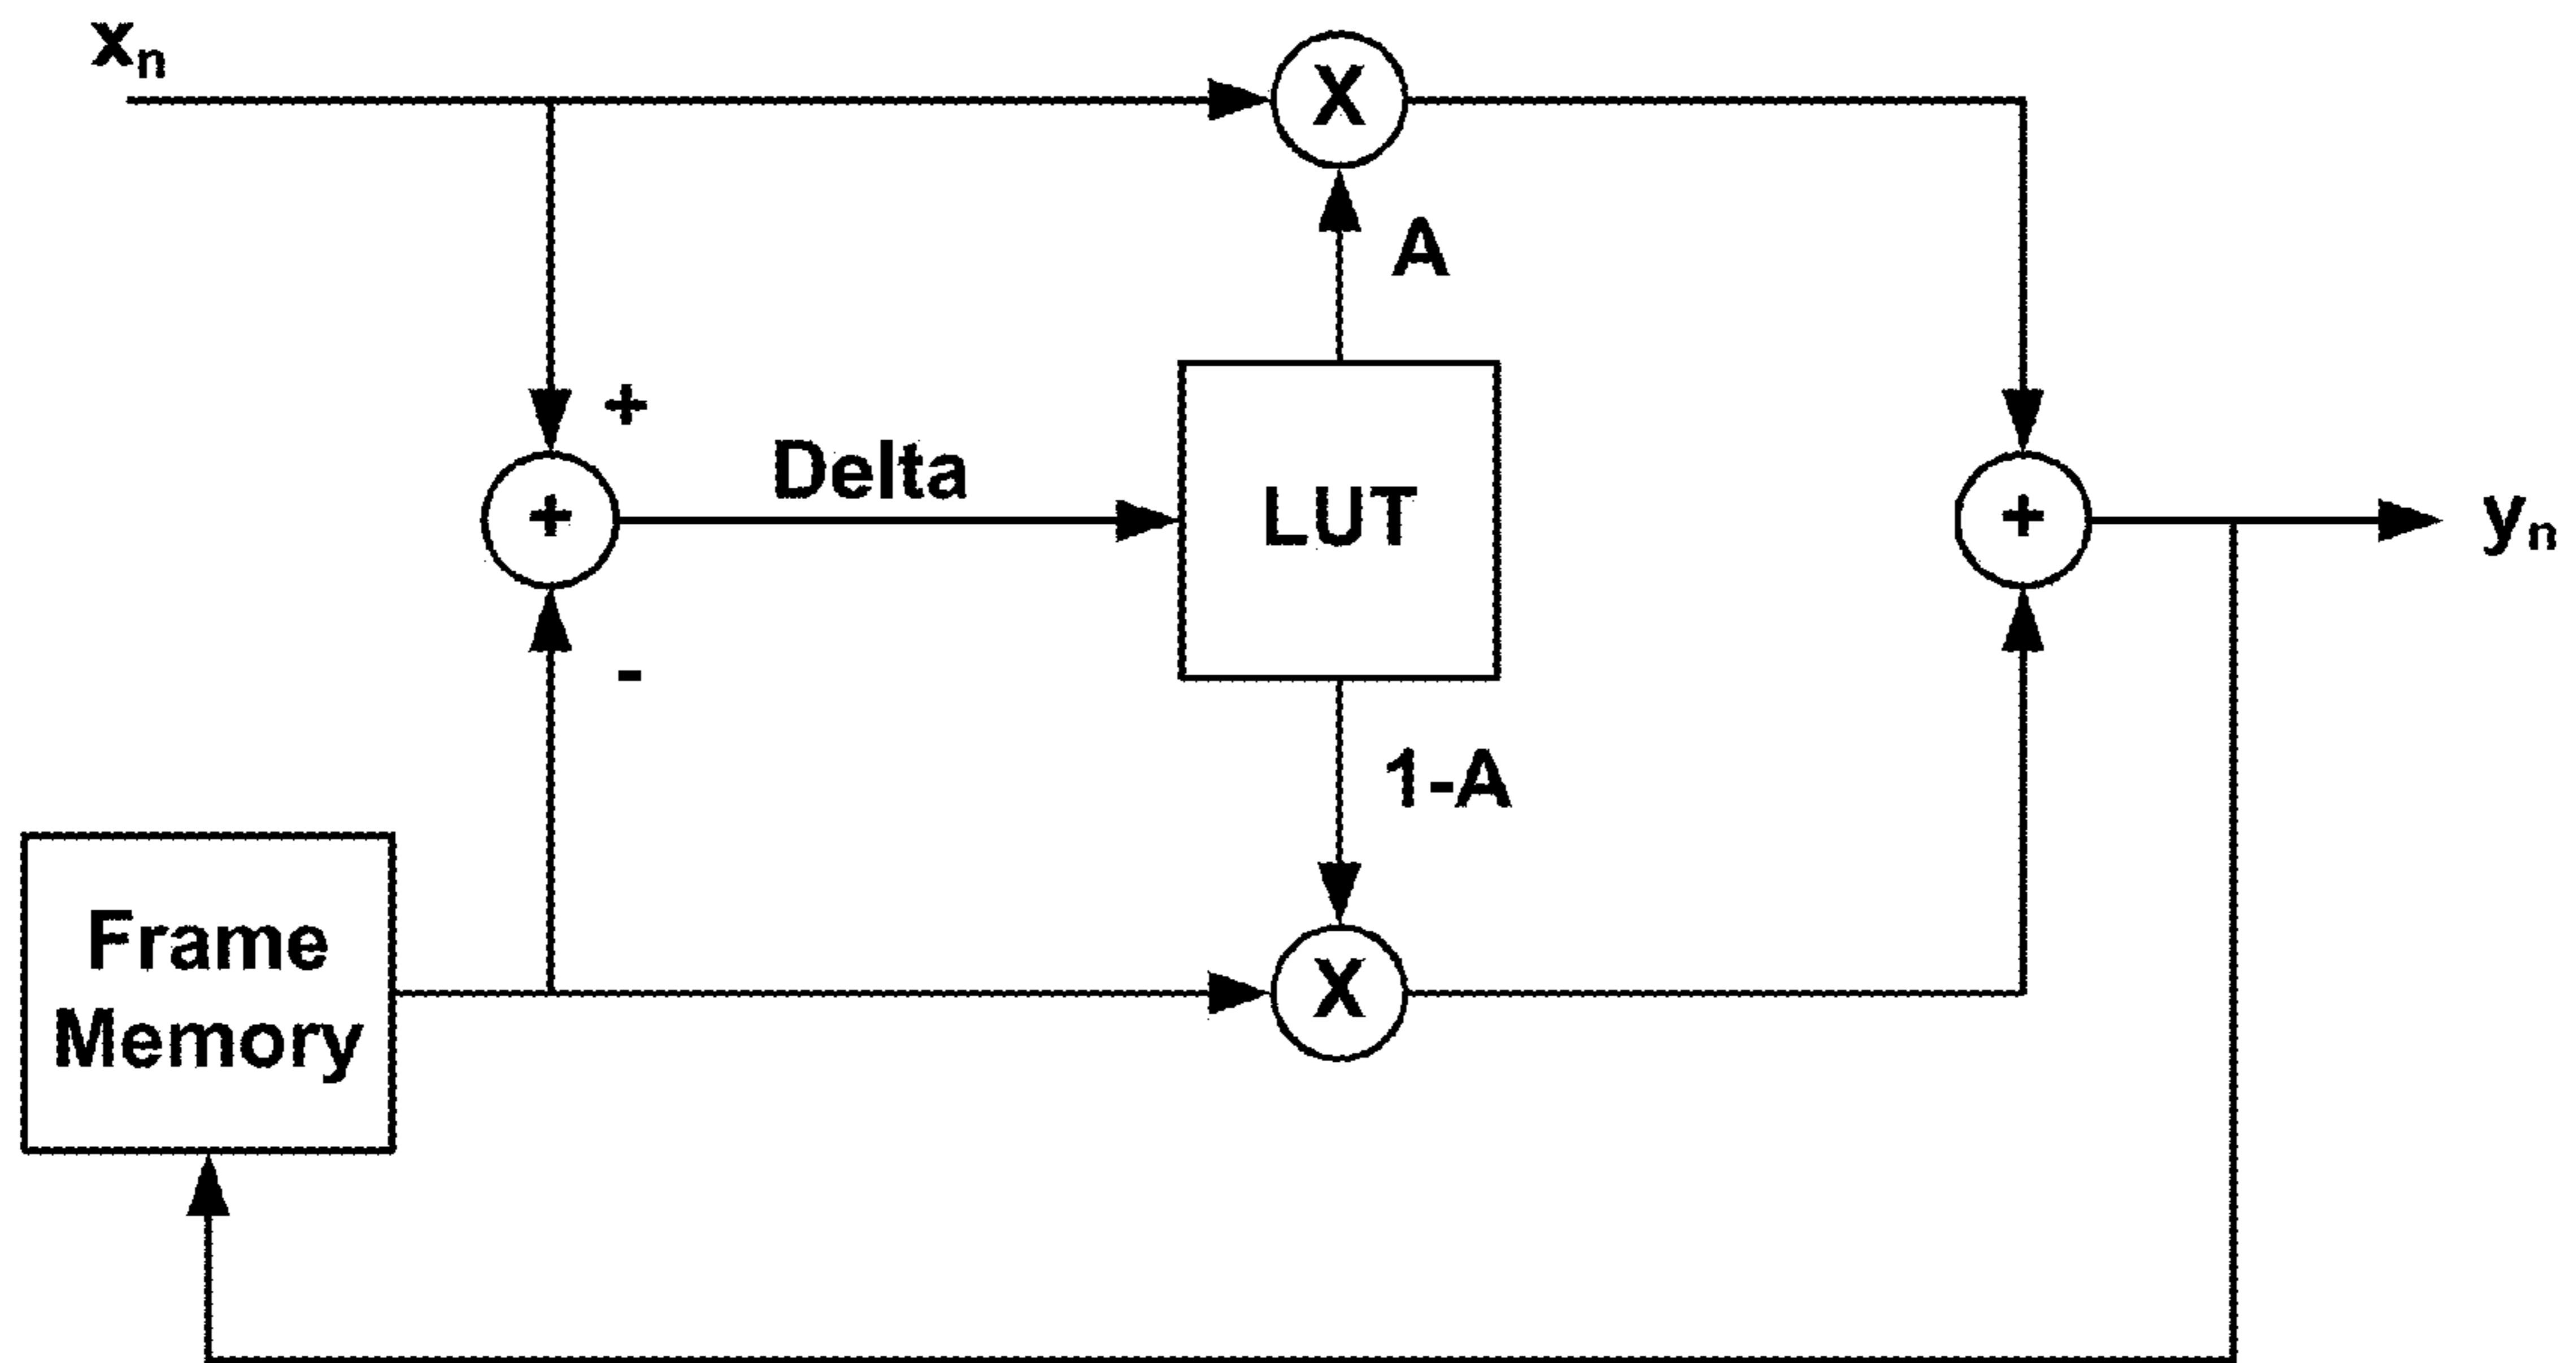 xn
X
A
+
Delta
+
LUT
+
yn
-
1-A
Frame
Memory
X